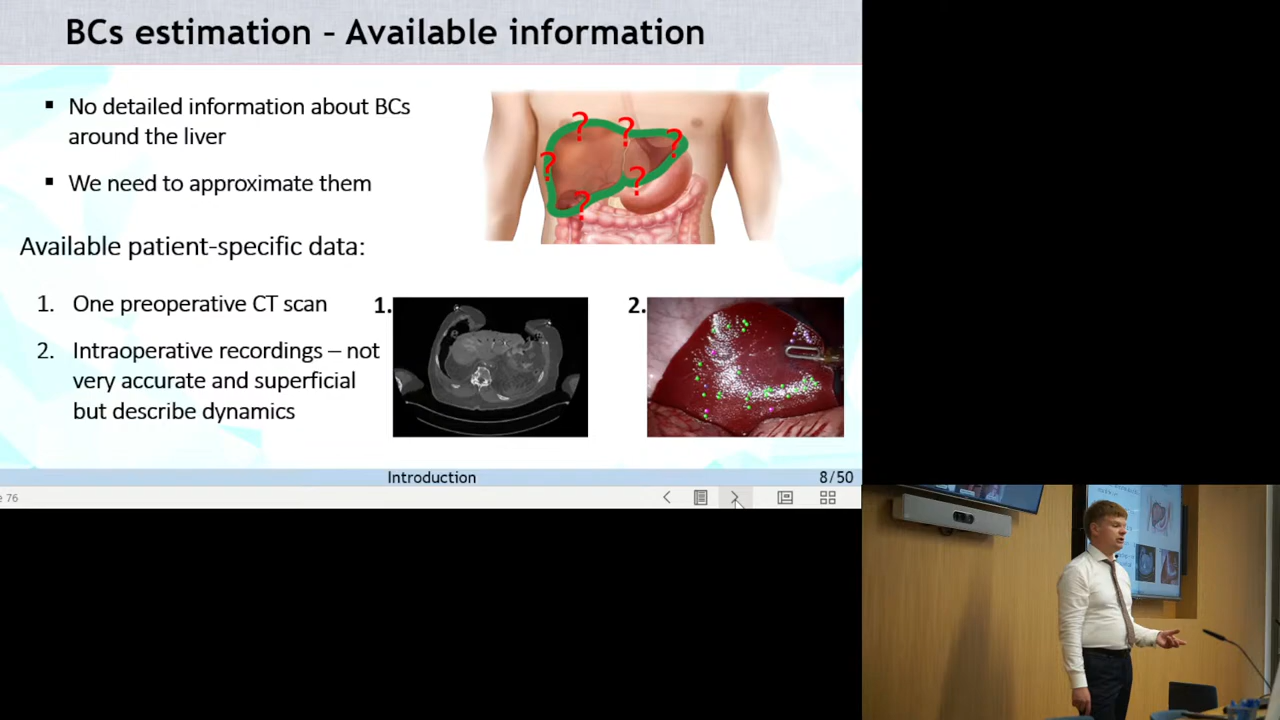 BCs estimation – Available information
▪ No detailed information about BCs
around the liver
▪ We need to approximate them
? ? ? ? ? ?
Available patient-specific data:
1. One preoperative CT scan
2. Intraoperative recordings – not
very accurate and superficial
but describe dynamics
1.
2.
Introduction
8/50
76